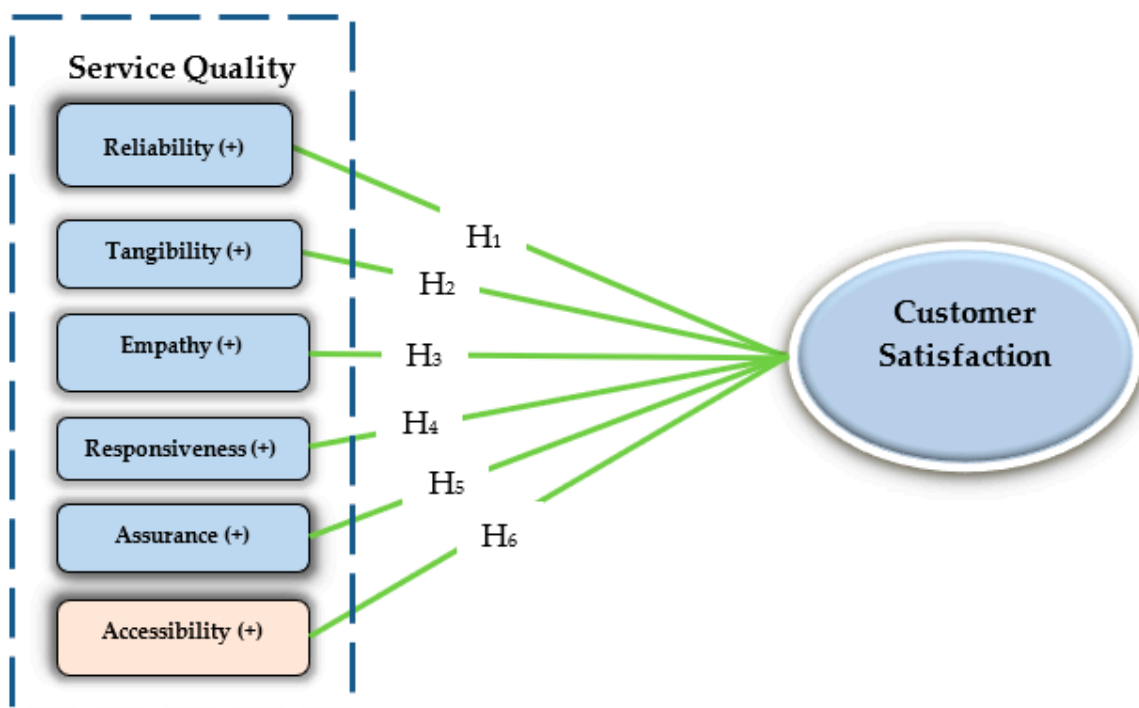 Service Quality
Reliability (+)
Tangibility (+)
Empathy (+)
Responsiveness (+)
Assurance (+)
Accessibility (+)
H₁
H₂
H₃
H₄
H₅
H₆
Customer
Satisfaction